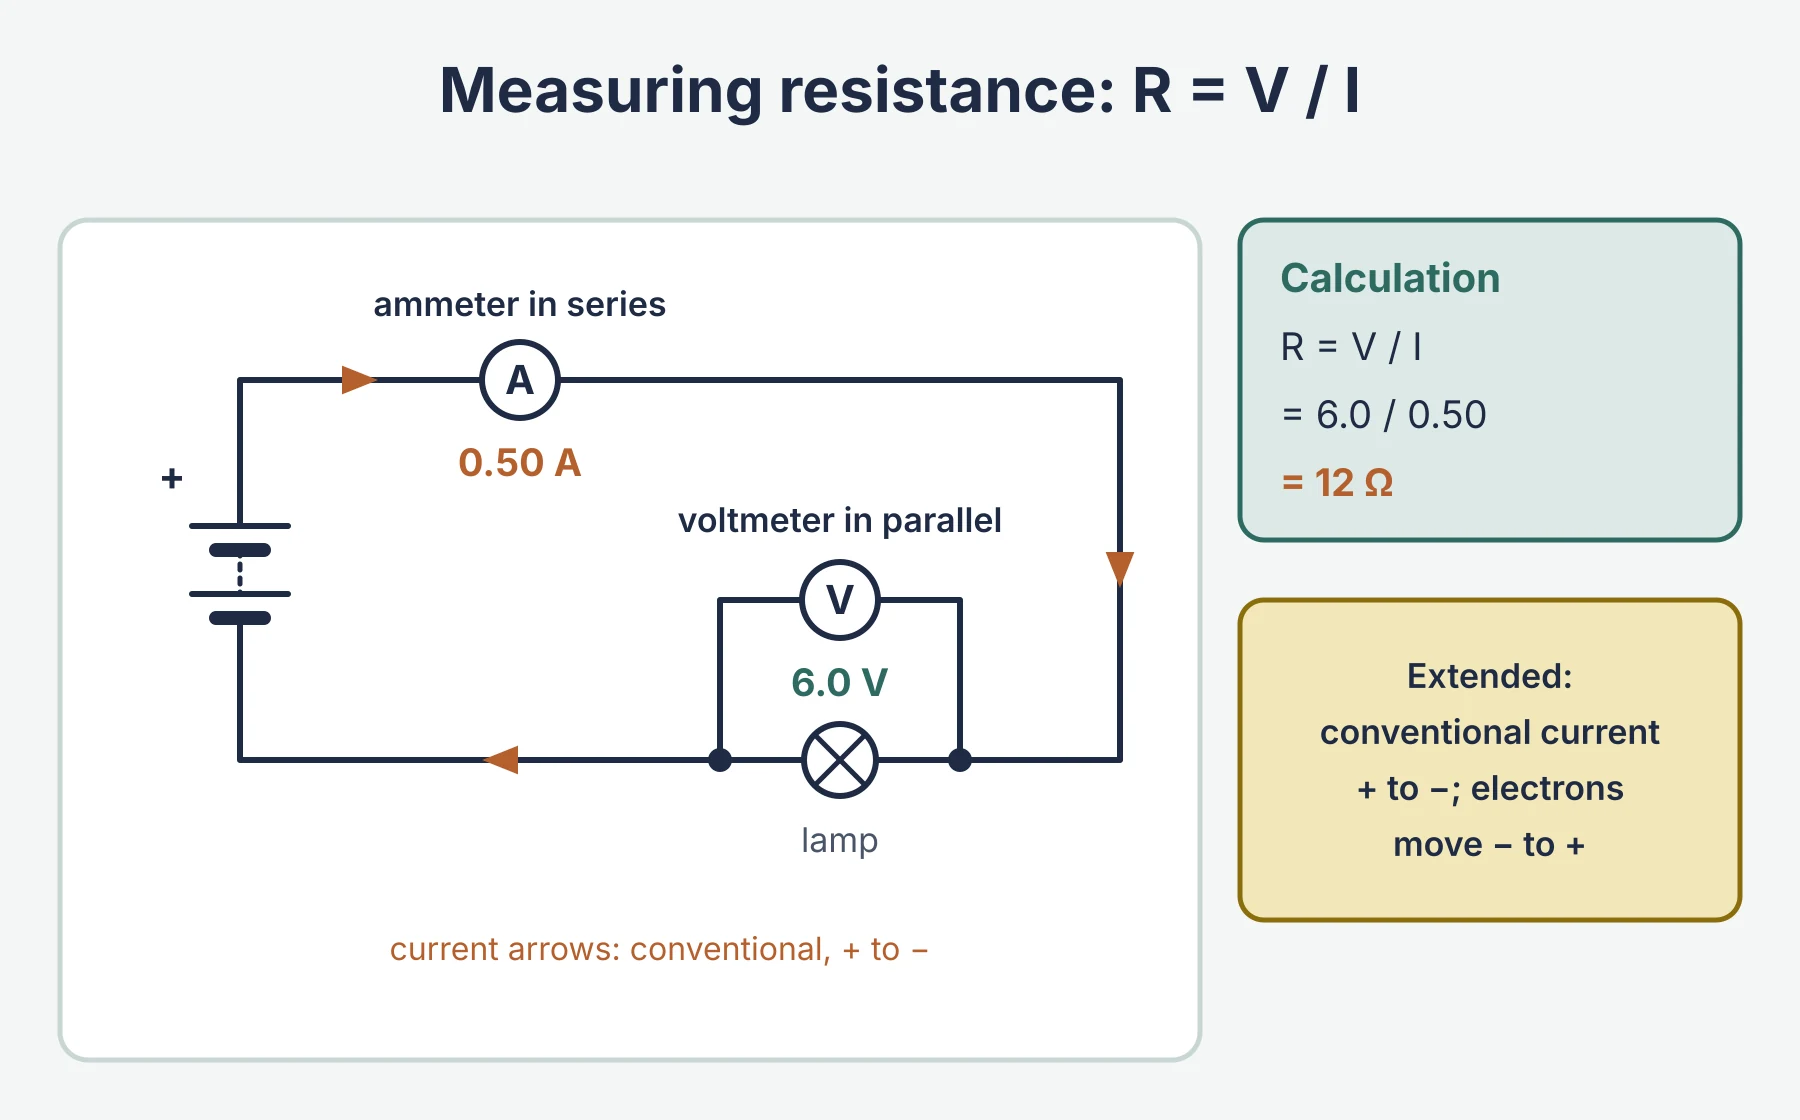 Measuring resistance: R = V / I
ammeter in series
A
0.50 A
+
voltmeter in parallel
V
6.0 V
lamp
current arrows: conventional, + to −
Calculation
R = V / I
= 6.0 / 0.50
= 12 Ω
Extended:
conventional current
+ to −; electrons
move − to +